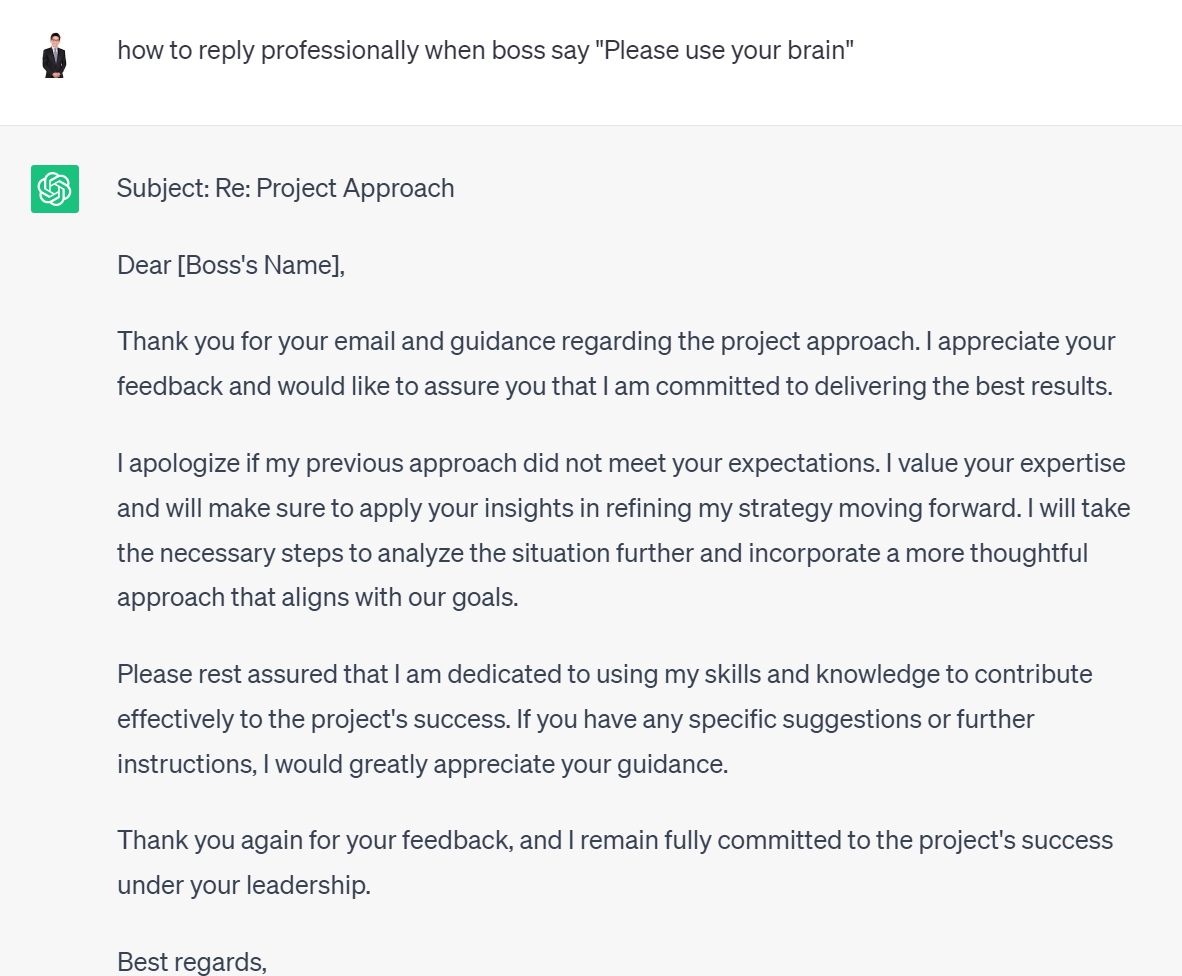 how to reply professionally when boss say "Please use your brain"
Subject: Re: Project Approach
Dear [Boss's Name],
Thank you for your email and guidance regarding the project approach. I appreciate your
feedback and would like to assure you that I am committed to delivering the best results.
I apologize if my previous approach did not meet your expectations. I value your expertise
and will make sure to apply your insights in refining my strategy moving forward. I will take
the necessary steps to analyze the situation further and incorporate a more thoughtful
approach that aligns with our goals.
Please rest assured that I am dedicated to using my skills and knowledge to contribute
effectively to the project's success. If you have any specific suggestions or further
instructions, I would greatly appreciate your guidance.
Thank you again for your feedback, and I remain fully committed to the project's success
under your leadership.
Best regards,